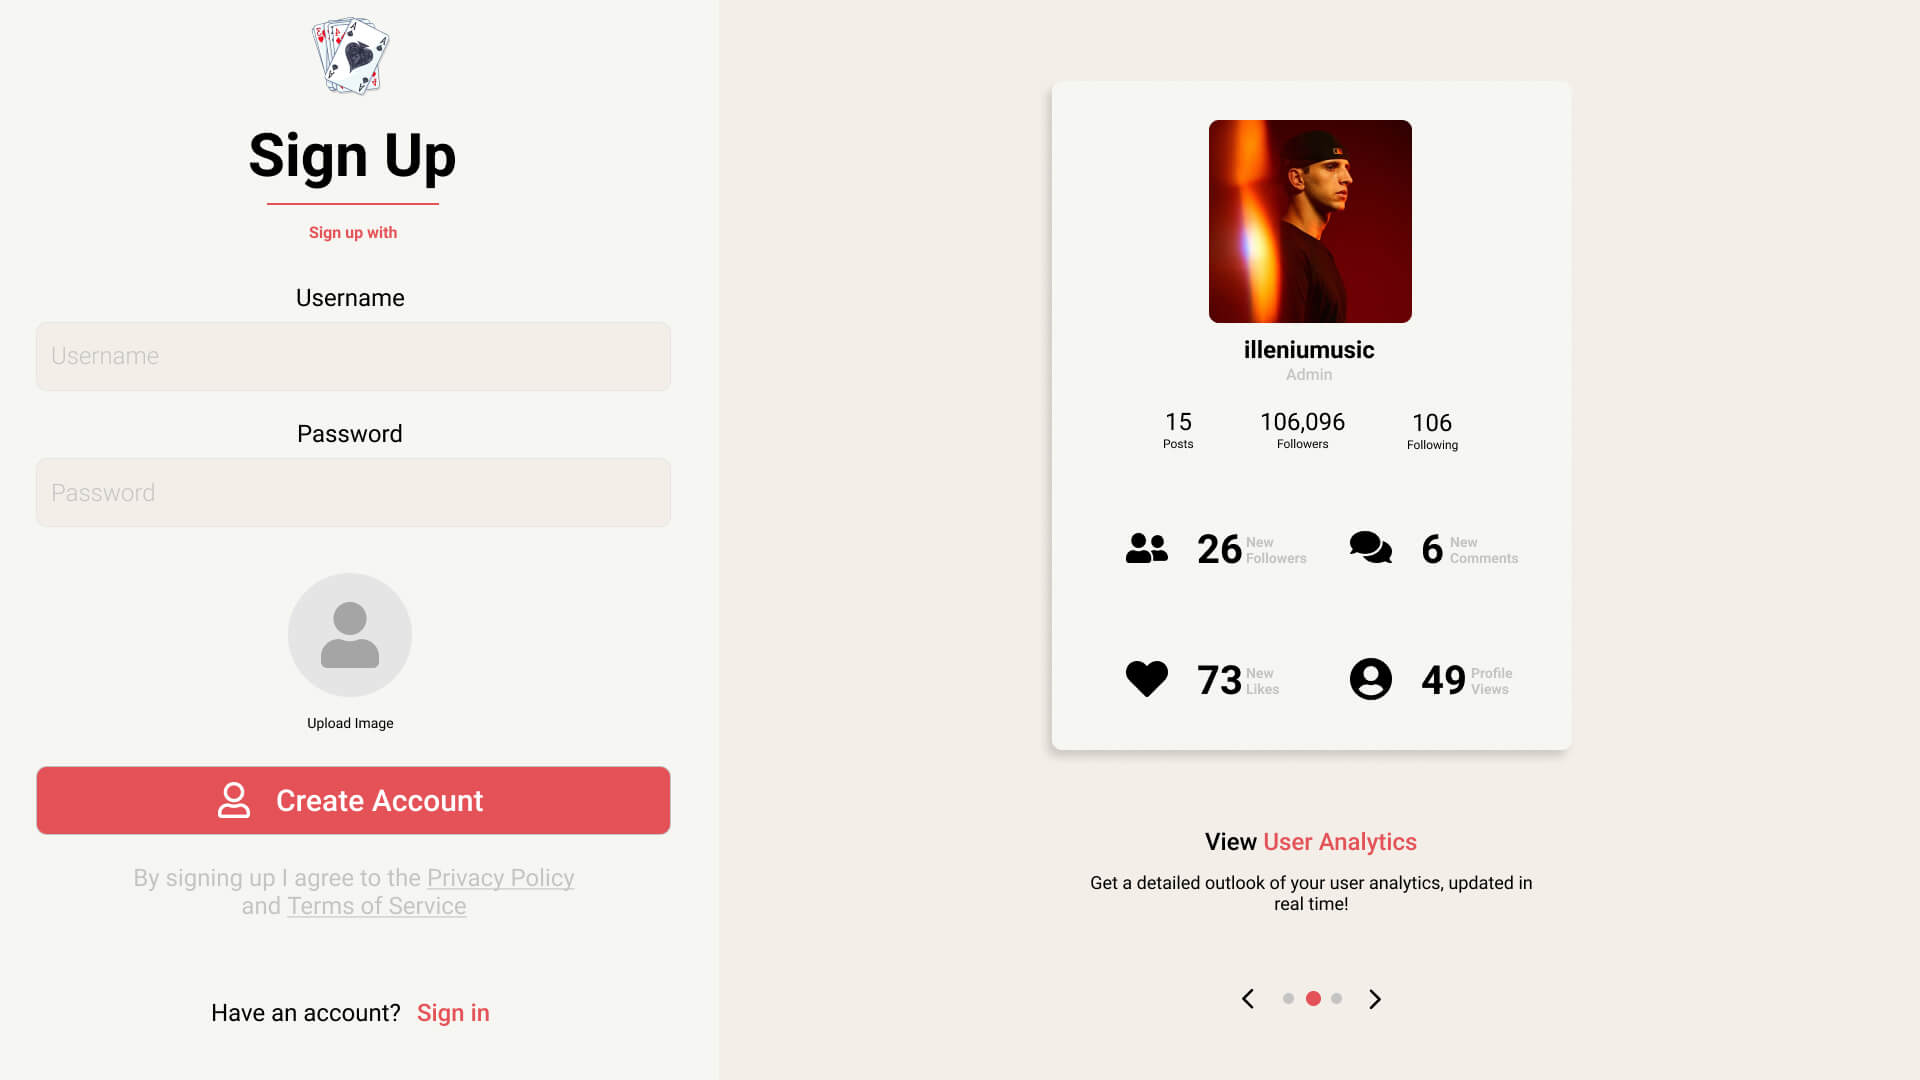 Sign Up
Sign up with
Username
Username
Password
Password
Upload Image
Create Account
By signing up I agree to the Privacy Policy
and Terms of Service
Have an account? Sign in
illeniumusic
Admin
15 106,096 106
Posts Followers Following
26 New Followers 6 New Comments
73 New Likes 49 Profile Views
View User Analytics
Get a detailed outlook of your user analytics, updated in
real time!